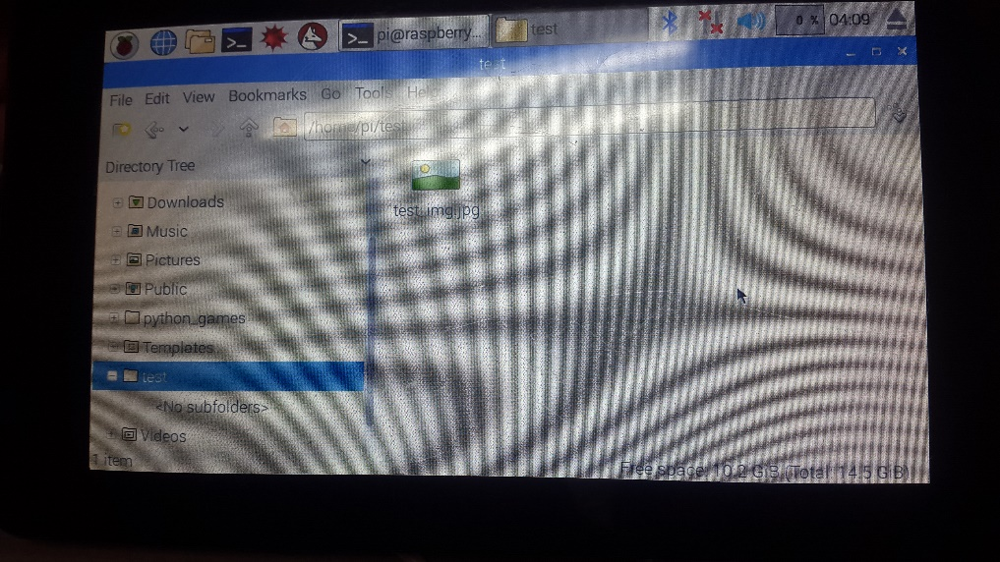 pi@raspberry... test 0 % 04:09
test
File Edit View Bookmarks Go Tools Help
/home/pi/test
Directory Tree
Downloads
test_img.jpg
Music
Pictures
Public
python_games
Templates
test
<No subfolders>
Videos
1 item
Free space: 10.2 GiB (Total: 14.5 GiB)